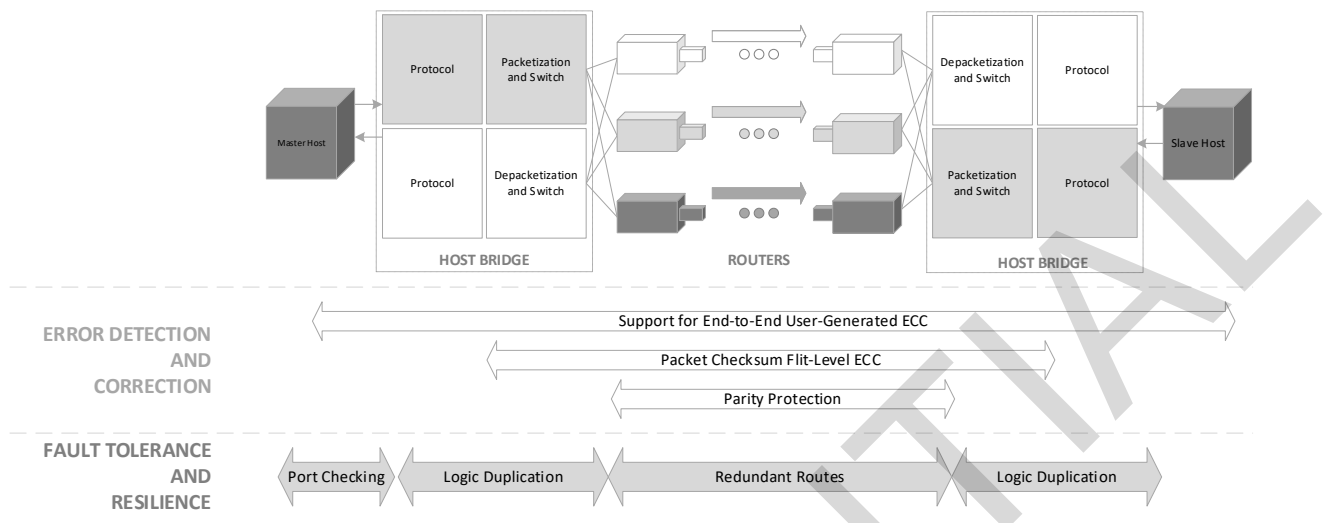 Protocol
Packetization
and Switch
Depacketization
and Switch
Protocol
Master Host
Slave Host
Protocol
Depacketization
and Switch
Packetization
and Switch
Protocol
HOST BRIDGE
ROUTERS
HOST BRIDGE
ERROR DETECTION
AND
CORRECTION
Support for End-to-End User-Generated ECC
Packet Checksum Flit-Level ECC
Parity Protection
FAULT TOLERANCE
AND
RESILIENCE
Port Checking
Logic Duplication
Redundant Routes
Logic Duplication
TIAL